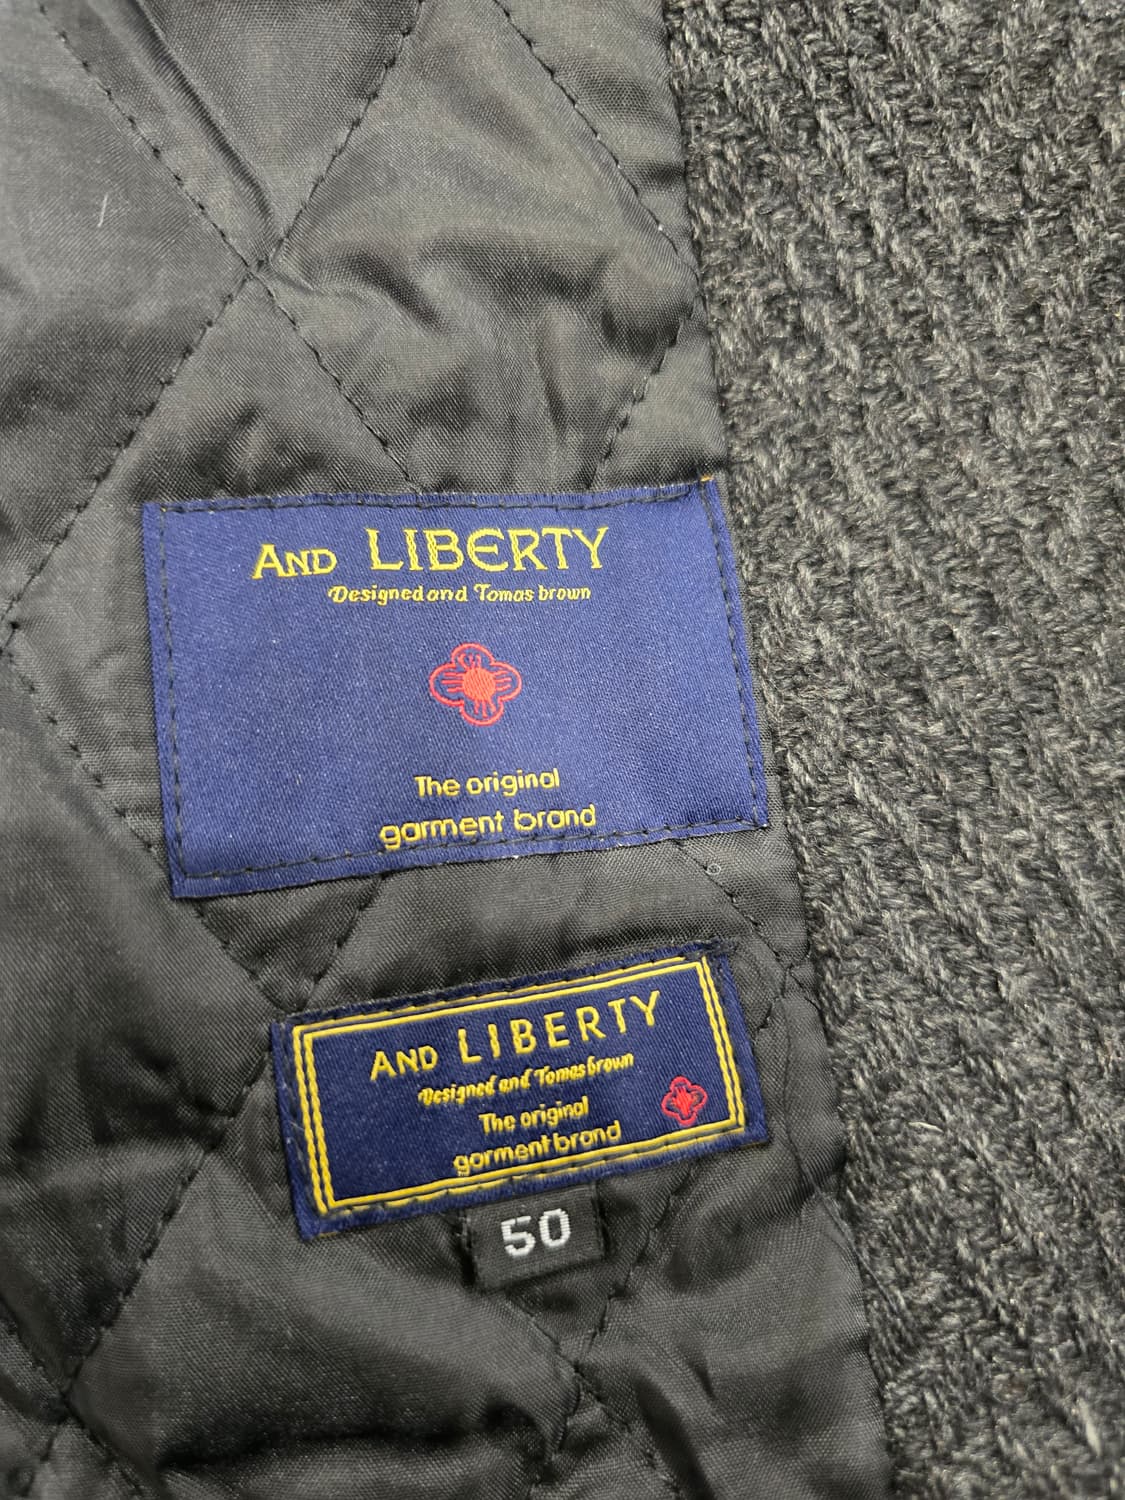 AND LIBERTY
Designed and Tomas brown
The original
garment brand
AND LIBERTY
Designed and Tomas brown
The original
garment brand
50